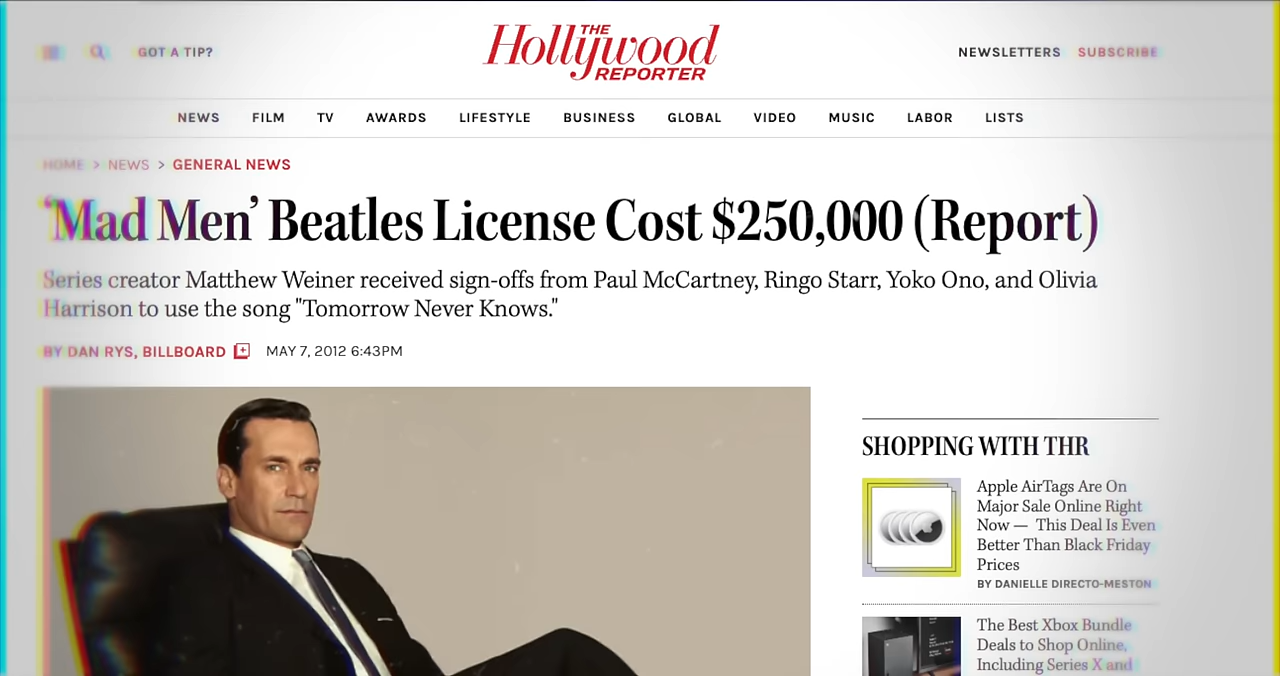 GOT A TIP?
THE
Hollywood
REPORTER
NEWSLETTERS SUBSCRIBE
NEWS FILM TV AWARDS LIFESTYLE BUSINESS GLOBAL VIDEO MUSIC LABOR LISTS
HOME > NEWS > GENERAL NEWS
‘Mad Men’ Beatles License Cost $250,000 (Report)
Series creator Matthew Weiner received sign-offs from Paul McCartney, Ringo Starr, Yoko Ono, and Olivia
Harrison to use the song "Tomorrow Never Knows."
BY DAN RYS, BILLBOARD MAY 7, 2012 6:43PM
SHOPPING WITH THR
Apple AirTags Are On
Major Sale Online Right
Now — This Deal Is Even
Better Than Black Friday
Prices
BY DANIELLE DIRECTO-MESTON
The Best Xbox Bundle
Deals to Shop Online,
Including Series X and